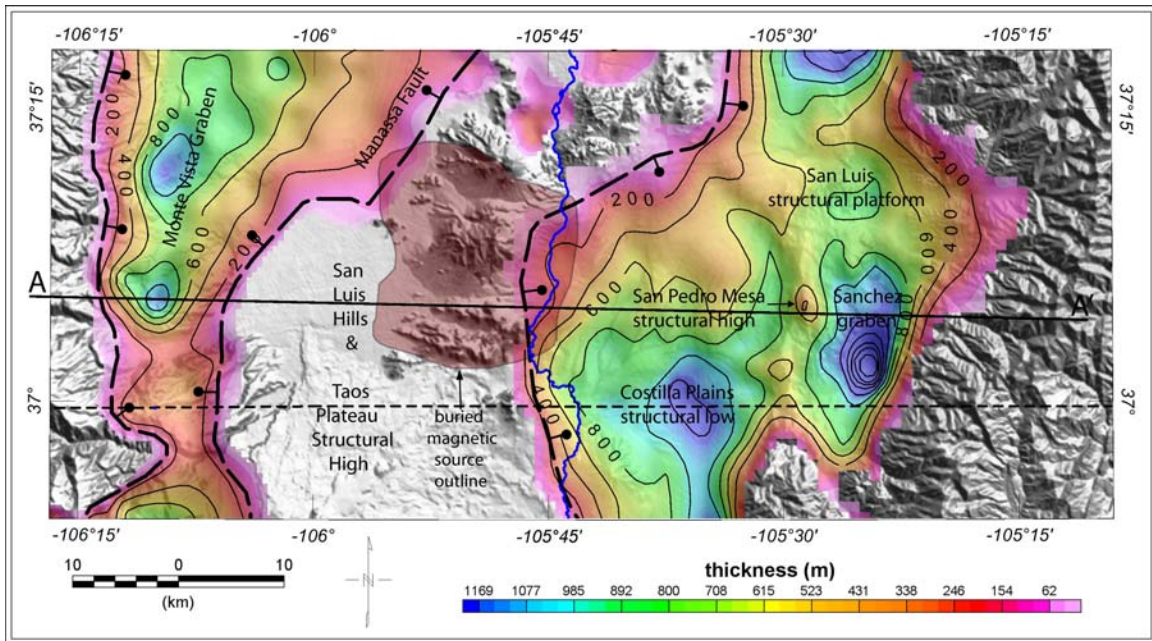 -106°15' -106° -105°45' -105°30' -105°15'
37°15'
37°15'
200
400
800
Monte Vista Graben
600
200
Manassa Fault
200
San Luis
structural platform
200
400
600
A
San
Luis
Hills
&
600
San Pedro Mesa
structural high
Sanchez
graben
800
A'
37°
37°
Taos
Plateau
Structural
High
buried
magnetic
source
outline
400
800
Costilla Plains
structural low
-106°15' -106° -105°45' -105°30' -105°15'
10 0 10
(km)
N
thickness (m)
1169 1077 985 892 800 708 615 523 431 338 246 154 62